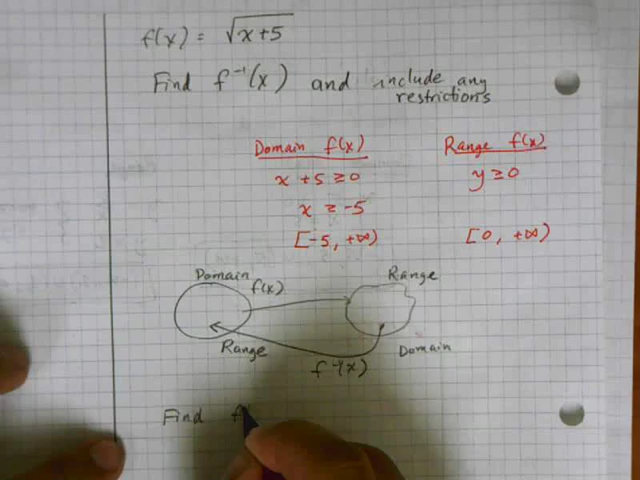 f(x) = √x+5
Find f⁻¹(x) and include any
restrictions
Domain f(x) Range f(x)
x + 5 ≥ 0 y ≥ 0
x ≥ -5
[-5, +∞) [0, +∞)
Domain Range
f(x)
Range Domain
f⁻¹(x)
Find f